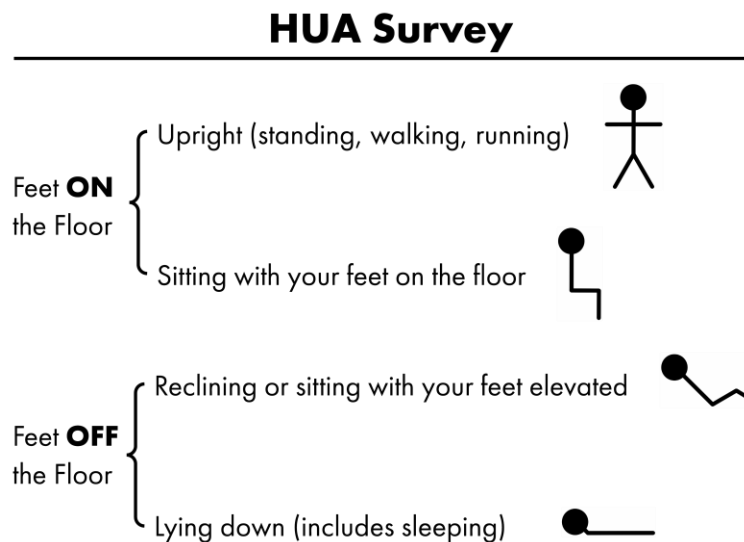 HUA Survey
Upright (standing, walking, running)
Feet ON
the Floor
Sitting with your feet on the floor
Reclining or sitting with your feet elevated
Feet OFF
the Floor
Lying down (includes sleeping)